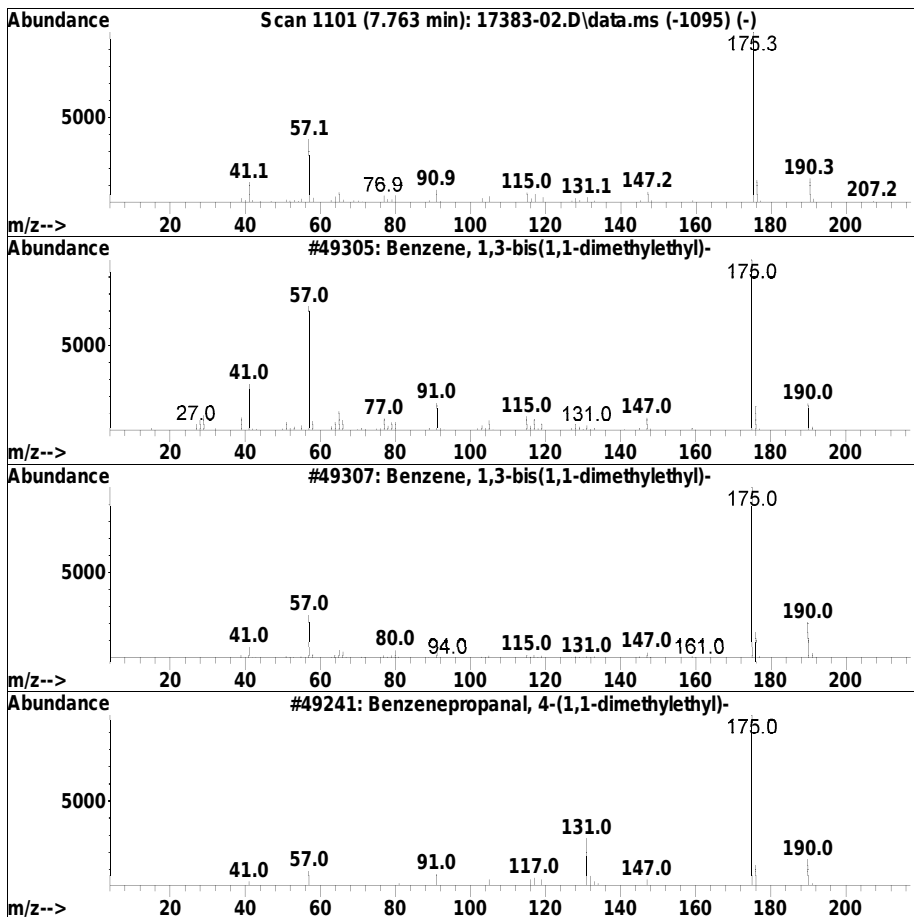 Abundance Scan 1101 (7.763 min): 17383-02.D\data.ms (-1095) (-)
175.3
5000
57.1
41.1 76.9 90.9 115.0 131.1 147.2 190.3
207.2
m/z--> 20 40 60 80 100 120 140 160 180 200
Abundance #49305: Benzene, 1,3-bis(1,1-dimethylethyl)-
175.0
57.0
5000
41.0
27.0 77.0 91.0 115.0 131.0 147.0 190.0
m/z--> 20 40 60 80 100 120 140 160 180 200
Abundance #49307: Benzene, 1,3-bis(1,1-dimethylethyl)-
175.0
5000
57.0
41.0 80.0 94.0 115.0 131.0 147.0 161.0 190.0
m/z--> 20 40 60 80 100 120 140 160 180 200
Abundance #49241: Benzenepropanal, 4-(1,1-dimethylethyl)-
175.0
5000
131.0
41.0 57.0 91.0 117.0 147.0 190.0
m/z--> 20 40 60 80 100 120 140 160 180 200